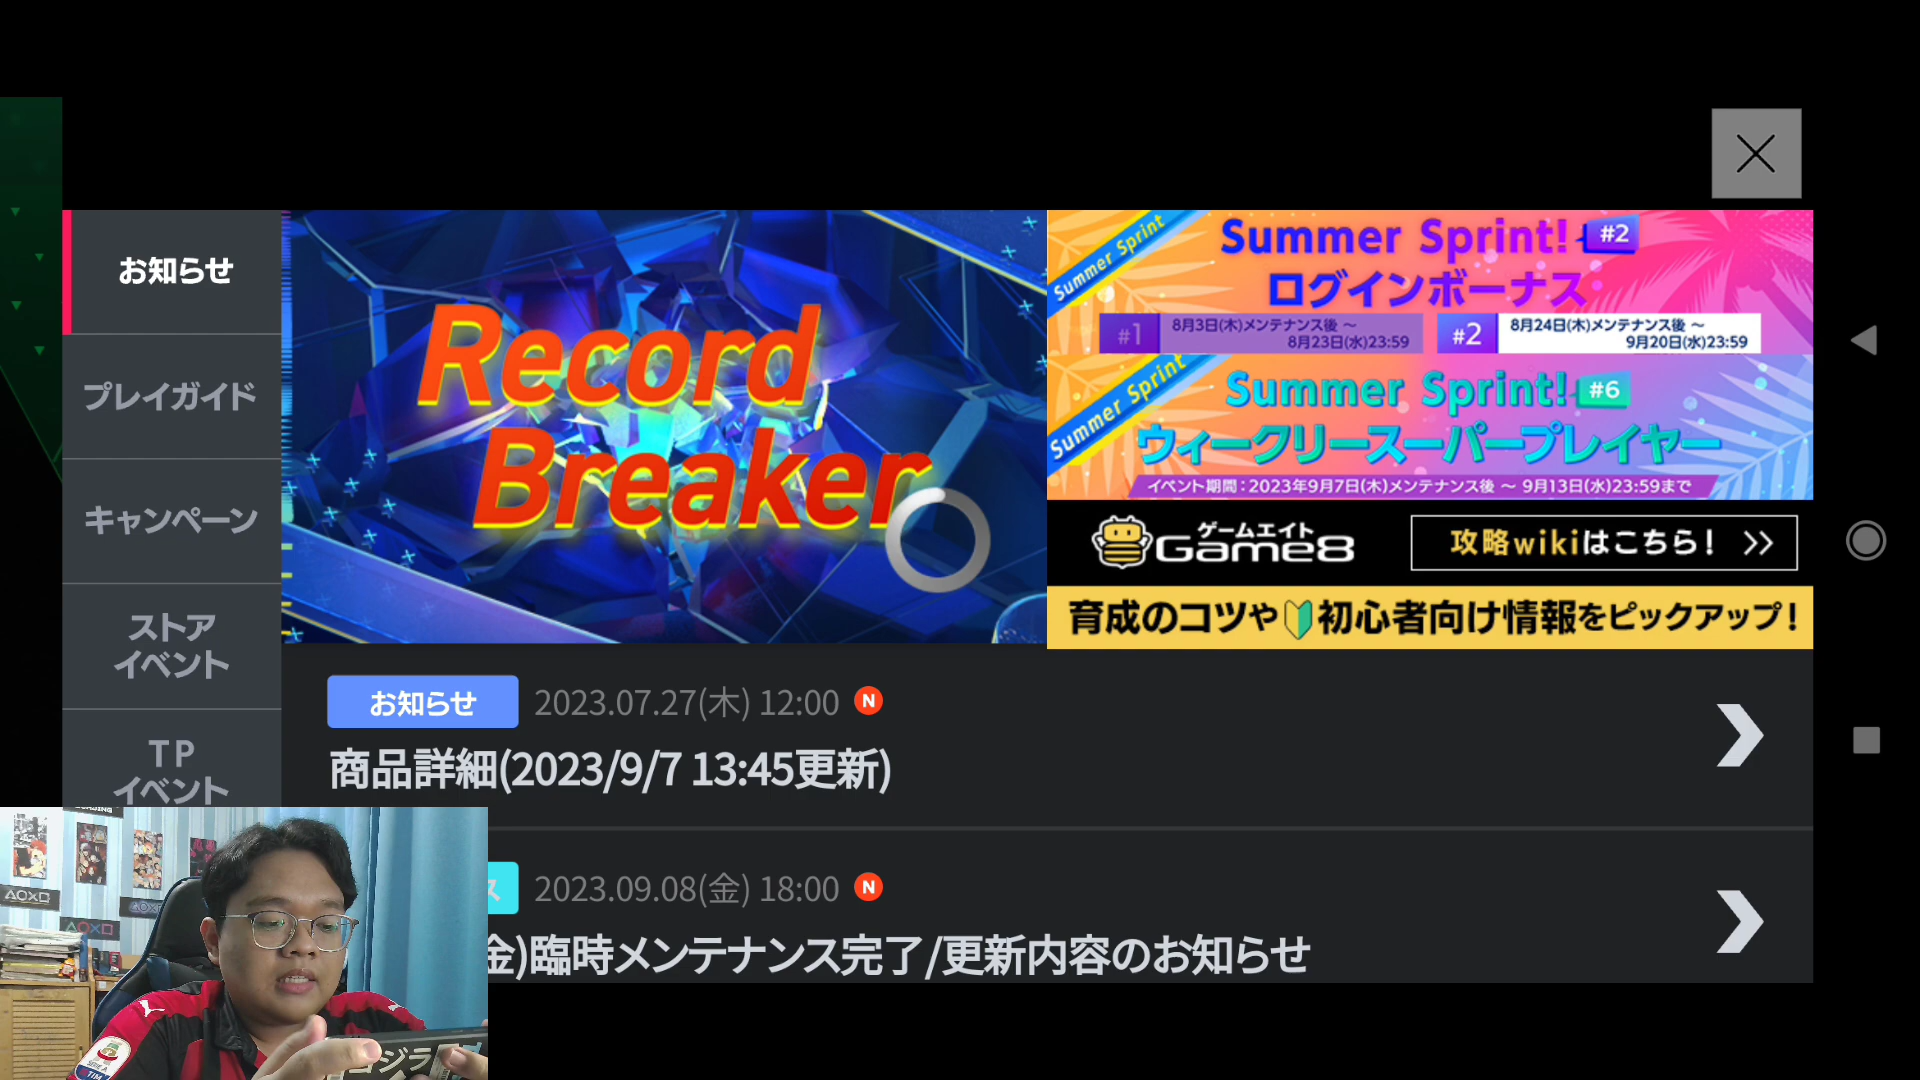 お知らせ
プレイガイド
キャンペーン
ストア
イベント
TP
イベント
Record
Breaker
Summer Sprint
Summer Sprint! #2
ログインボーナス
#1 8月3日(木)メンテナンス後 ～
8月23日(水)23:59
#2 8月24日(木)メンテナンス後 ～
9月20日(水)23:59
Summer Sprint
Summer Sprint! #6
ウィークリースーパープレイヤー
イベント期間：2023年9月7日(木)メンテナンス後 ～ 9月13日(水)23:59まで
ゲームエイト
Game8
攻略wikiはこちら！ >>
育成のコツや初心者向け情報をピックアップ！
お知らせ 2023.07.27(木) 12:00 N
商品詳細(2023/9/7 13:45更新)
ス 2023.09.08(金) 18:00 N
金)臨時メンテナンス完了/更新内容のお知らせ
SERIE A
TIM
ゴジラ